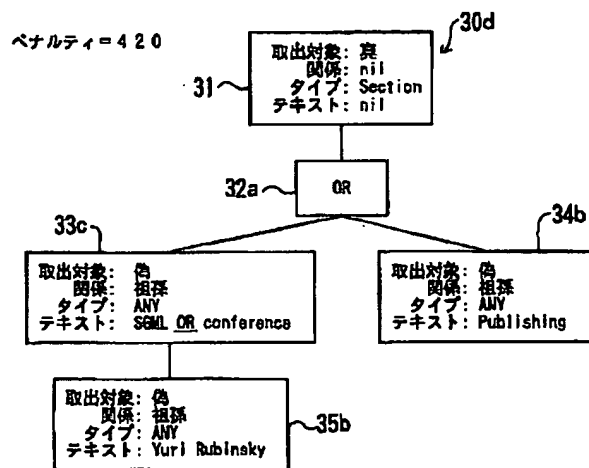 ペナルティ=420
30d
31
取出対象: 真
関係: nil
タイプ: Section
テキスト: nil
32a
OR
33c
取出対象: 偽
関係: 祖孫
タイプ: ANY
テキスト: SGML OR conference
34b
取出対象: 偽
関係: 祖孫
タイプ: ANY
テキスト: Publishing
取出対象: 偽
関係: 祖孫
タイプ: ANY
テキスト: Yuri Rubinsky
35b